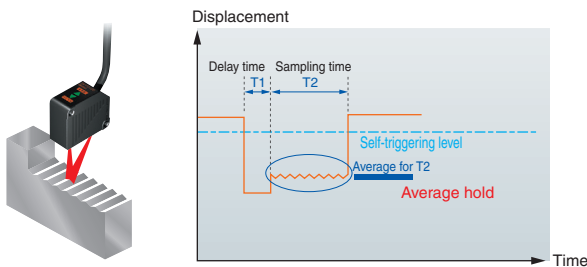 Displacement
Delay time
Sampling time
T1
T2
Self-triggering level
Average for T2
Average hold
Time